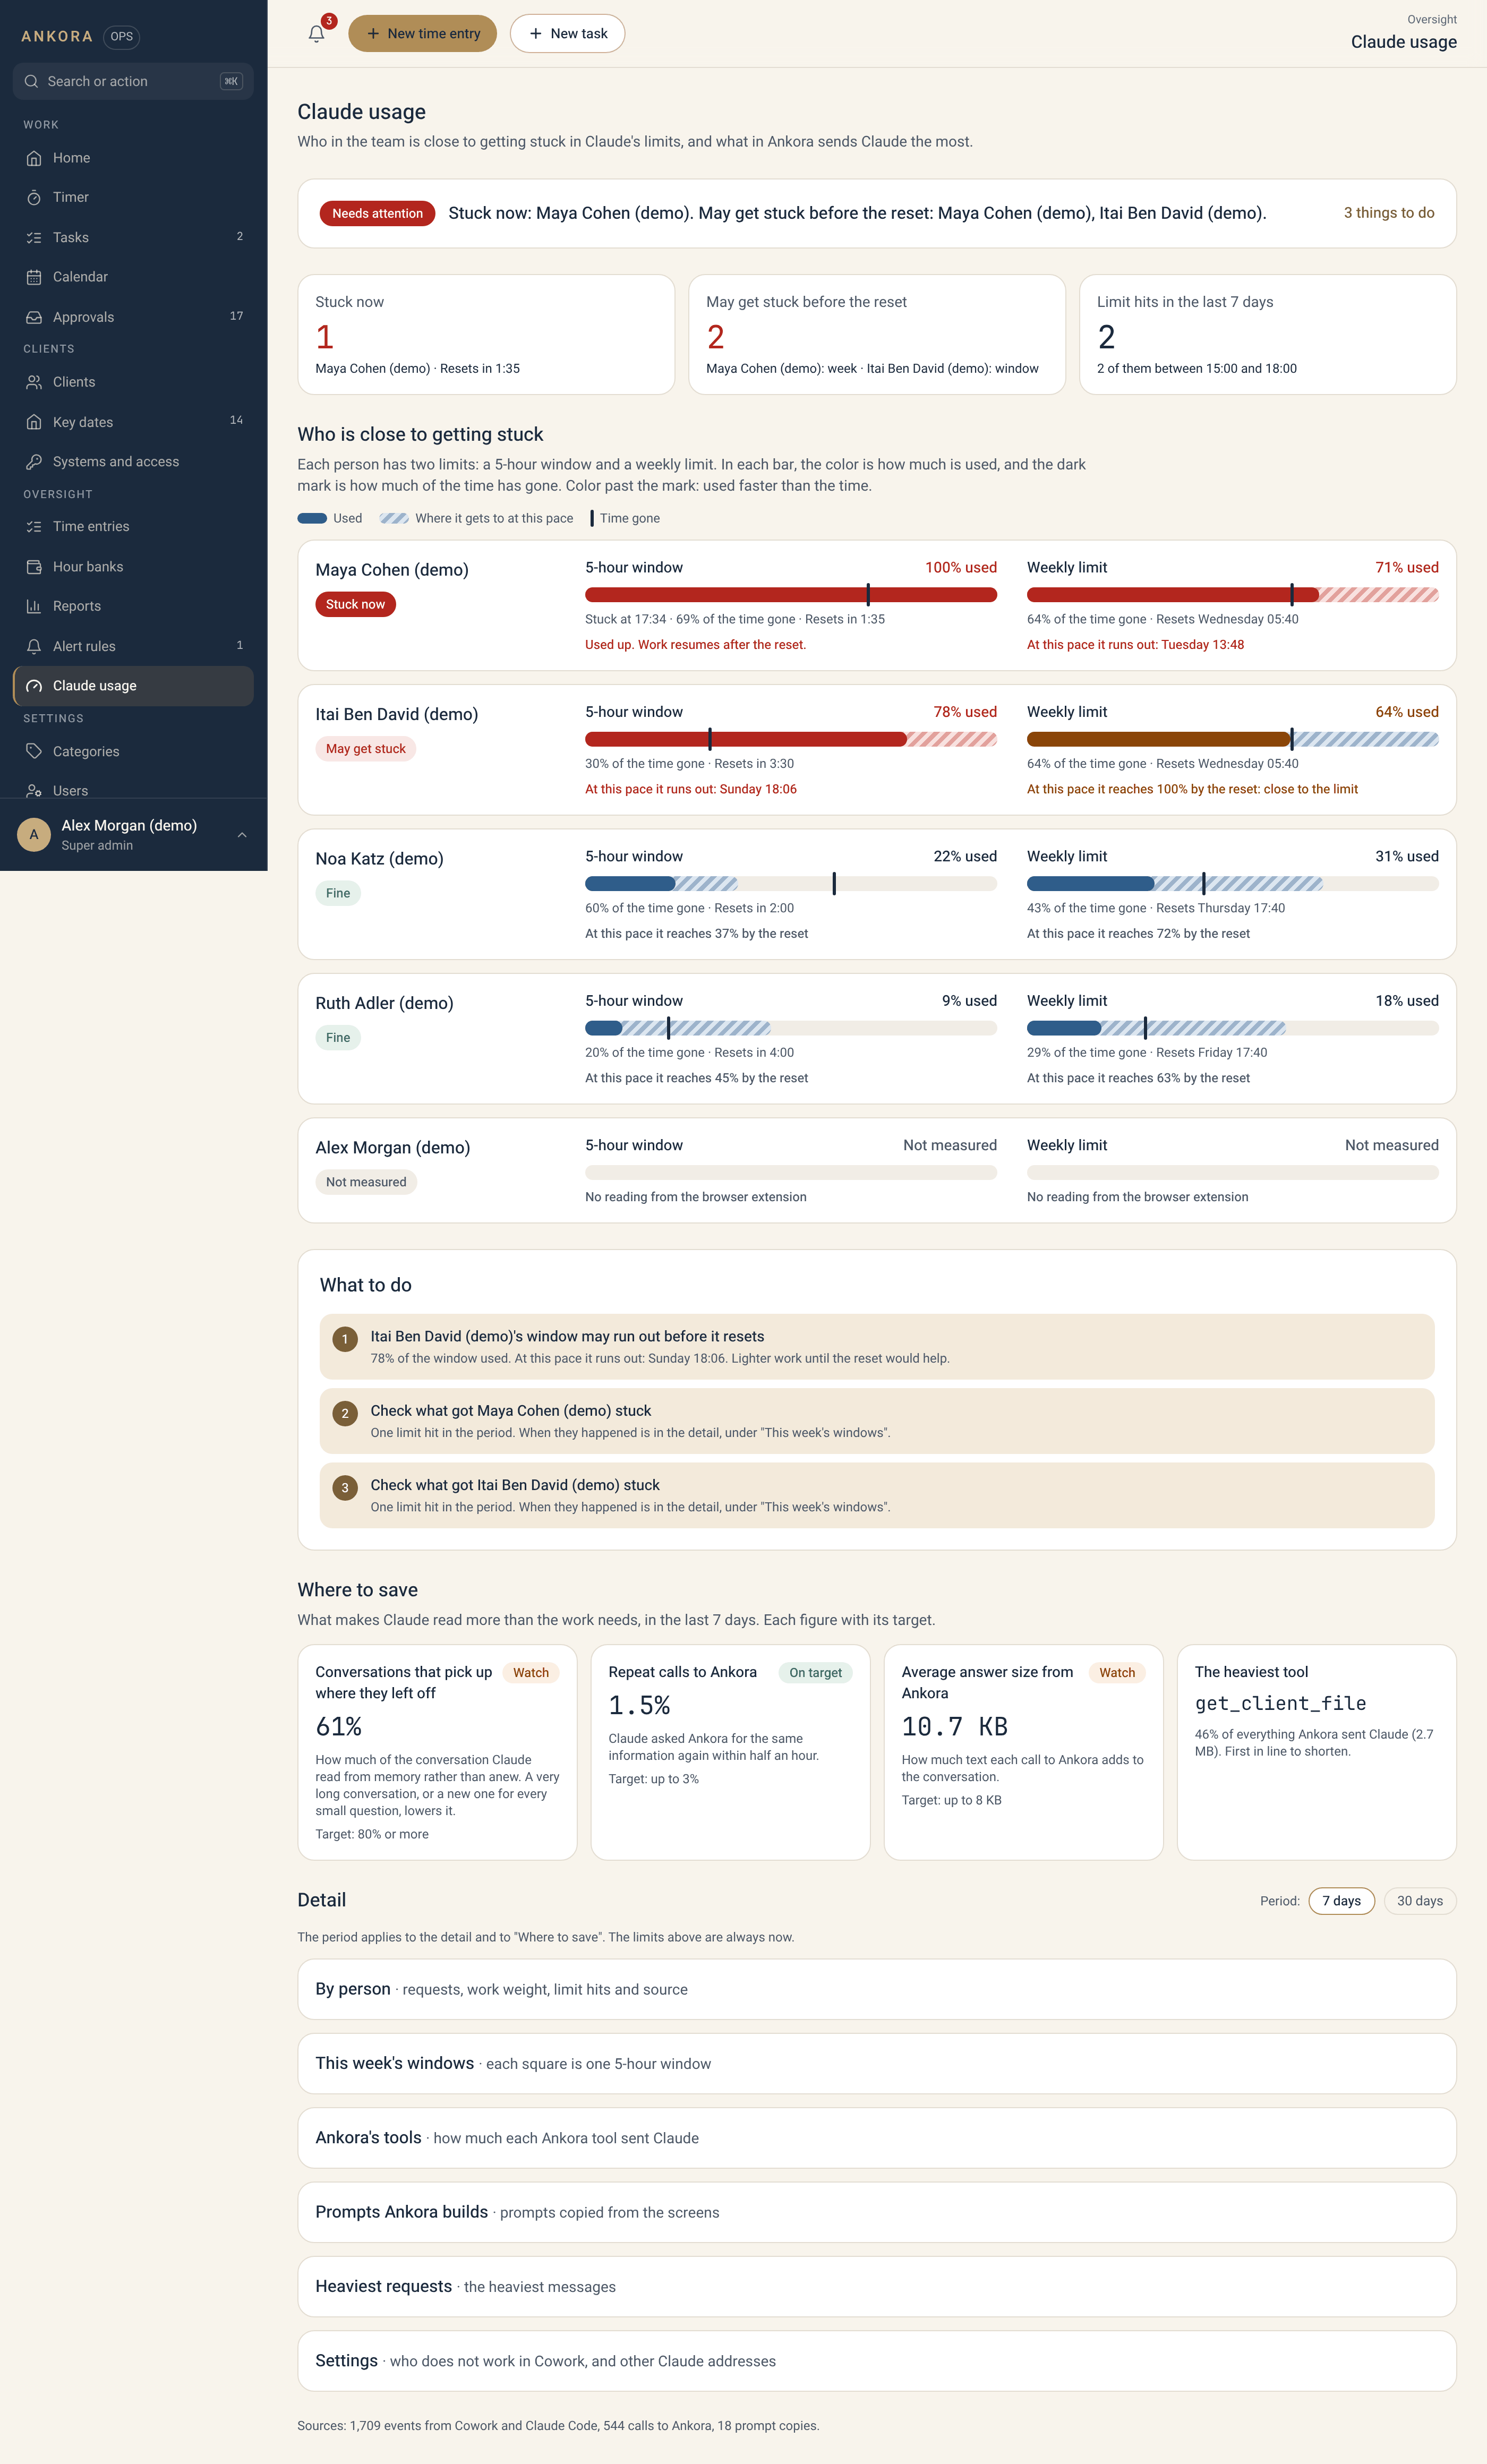 ANKORA OPS
Search or action ⌘K
WORK
Home
Timer
Tasks 2
Calendar
Approvals 17
CLIENTS
Clients
Key dates 14
Systems and access
OVERSIGHT
Time entries
Hour banks
Reports
Alert rules 1
Claude usage
SETTINGS
Categories
Users
A
Alex Morgan (demo)
Super admin
3
+ New time entry
+ New task
Oversight
Claude usage
Claude usage
Who in the team is close to getting stuck in Claude's limits, and what in Ankora sends Claude the most.
Needs attention Stuck now: Maya Cohen (demo). May get stuck before the reset: Maya Cohen (demo), Itai Ben David (demo). 3 things to do
Stuck now
1
Maya Cohen (demo) · Resets in 1:35
May get stuck before the reset
2
Maya Cohen (demo): week · Itai Ben David (demo): window
Limit hits in the last 7 days
2
2 of them between 15:00 and 18:00
Who is close to getting stuck
Each person has two limits: a 5-hour window and a weekly limit. In each bar, the color is how much is used, and the dark
mark is how much of the time has gone. Color past the mark: used faster than the time.
Used Where it gets to at this pace Time gone
Maya Cohen (demo)
Stuck now
5-hour window 100% used
Stuck at 17:34 · 69% of the time gone · Resets in 1:35
Used up. Work resumes after the reset.
Weekly limit 71% used
64% of the time gone · Resets Wednesday 05:40
At this pace it runs out: Tuesday 13:48
Itai Ben David (demo)
May get stuck
5-hour window 78% used
30% of the time gone · Resets in 3:30
At this pace it runs out: Sunday 18:06
Weekly limit 64% used
64% of the time gone · Resets Wednesday 05:40
At this pace it reaches 100% by the reset: close to the limit
Noa Katz (demo)
Fine
5-hour window 22% used
60% of the time gone · Resets in 2:00
At this pace it reaches 37% by the reset
Weekly limit 31% used
43% of the time gone · Resets Thursday 17:40
At this pace it reaches 72% by the reset
Ruth Adler (demo)
Fine
5-hour window 9% used
20% of the time gone · Resets in 4:00
At this pace it reaches 45% by the reset
Weekly limit 18% used
29% of the time gone · Resets Friday 17:40
At this pace it reaches 63% by the reset
Alex Morgan (demo)
Not measured
5-hour window Not measured
No reading from the browser extension
Weekly limit Not measured
No reading from the browser extension
What to do
1 Itai Ben David (demo)'s window may run out before it resets
78% of the window used. At this pace it runs out: Sunday 18:06. Lighter work until the reset would help.
2 Check what got Maya Cohen (demo) stuck
One limit hit in the period. When they happened is in the detail, under "This week's windows".
3 Check what got Itai Ben David (demo) stuck
One limit hit in the period. When they happened is in the detail, under "This week's windows".
Where to save
What makes Claude read more than the work needs, in the last 7 days. Each figure with its target.
Conversations that pick up Watch
where they left off
61%
How much of the conversation Claude
read from memory rather than anew. A very
long conversation, or a new one for every
small question, lowers it.
Target: 80% or more
Repeat calls to Ankora On target
1.5%
Claude asked Ankora for the same
information again within half an hour.
Target: up to 3%
Average answer size from Watch
Ankora
10.7 KB
How much text each call to Ankora adds to
the conversation.
Target: up to 8 KB
The heaviest tool
get_client_file
46% of everything Ankora sent Claude (2.7
MB). First in line to shorten.
Detail Period: 7 days 30 days
The period applies to the detail and to "Where to save". The limits above are always now.
By person · requests, work weight, limit hits and source
This week's windows · each square is one 5-hour window
Ankora's tools · how much each Ankora tool sent Claude
Prompts Ankora builds · prompts copied from the screens
Heaviest requests · the heaviest messages
Settings · who does not work in Cowork, and other Claude addresses
Sources: 1,709 events from Cowork and Claude Code, 544 calls to Ankora, 18 prompt copies.